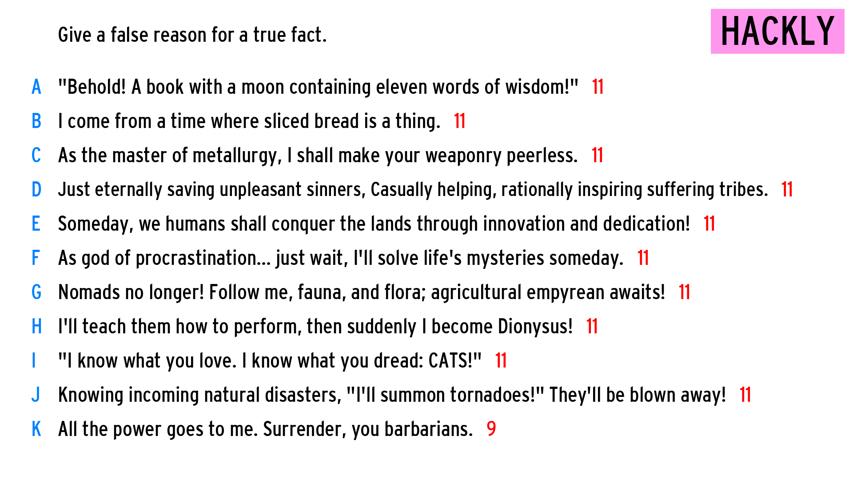 Give a false reason for a true fact.
HACKLY
A "Behold! A book with a moon containing eleven words of wisdom!" 11
B I come from a time where sliced bread is a thing. 11
C As the master of metallurgy, I shall make your weaponry peerless. 11
D Just eternally saving unpleasant sinners, Casually helping, rationally inspiring suffering tribes. 11
E Someday, we humans shall conquer the lands through innovation and dedication! 11
F As god of procrastination... just wait, I'll solve life's mysteries someday. 11
G Nomads no longer! Follow me, fauna, and flora; agricultural empyrean awaits! 11
H I'll teach them how to perform, then suddenly I become Dionysus! 11
I "I know what you love. I know what you dread: CATS!" 11
J Knowing incoming natural disasters, "I'll summon tornadoes!" They'll be blown away! 11
K All the power goes to me. Surrender, you barbarians. 9